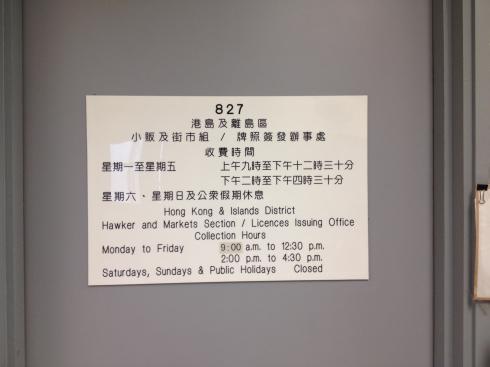 827
港島及離島區
小販及街市組 / 牌照簽發辦事處
收費時間
星期一至星期五 上午九時至下午十二時三十分
下午二時至下午四時三十分
星期六、星期日及公眾假期休息
Hong Kong & Islands District
Hawker and Markets Section / Licences Issuing Office
Collection Hours
Monday to Friday 9:00 a.m. to 12:30 p.m.
2:00 p.m. to 4:30 p.m.
Saturdays, Sundays & Public Holidays Closed